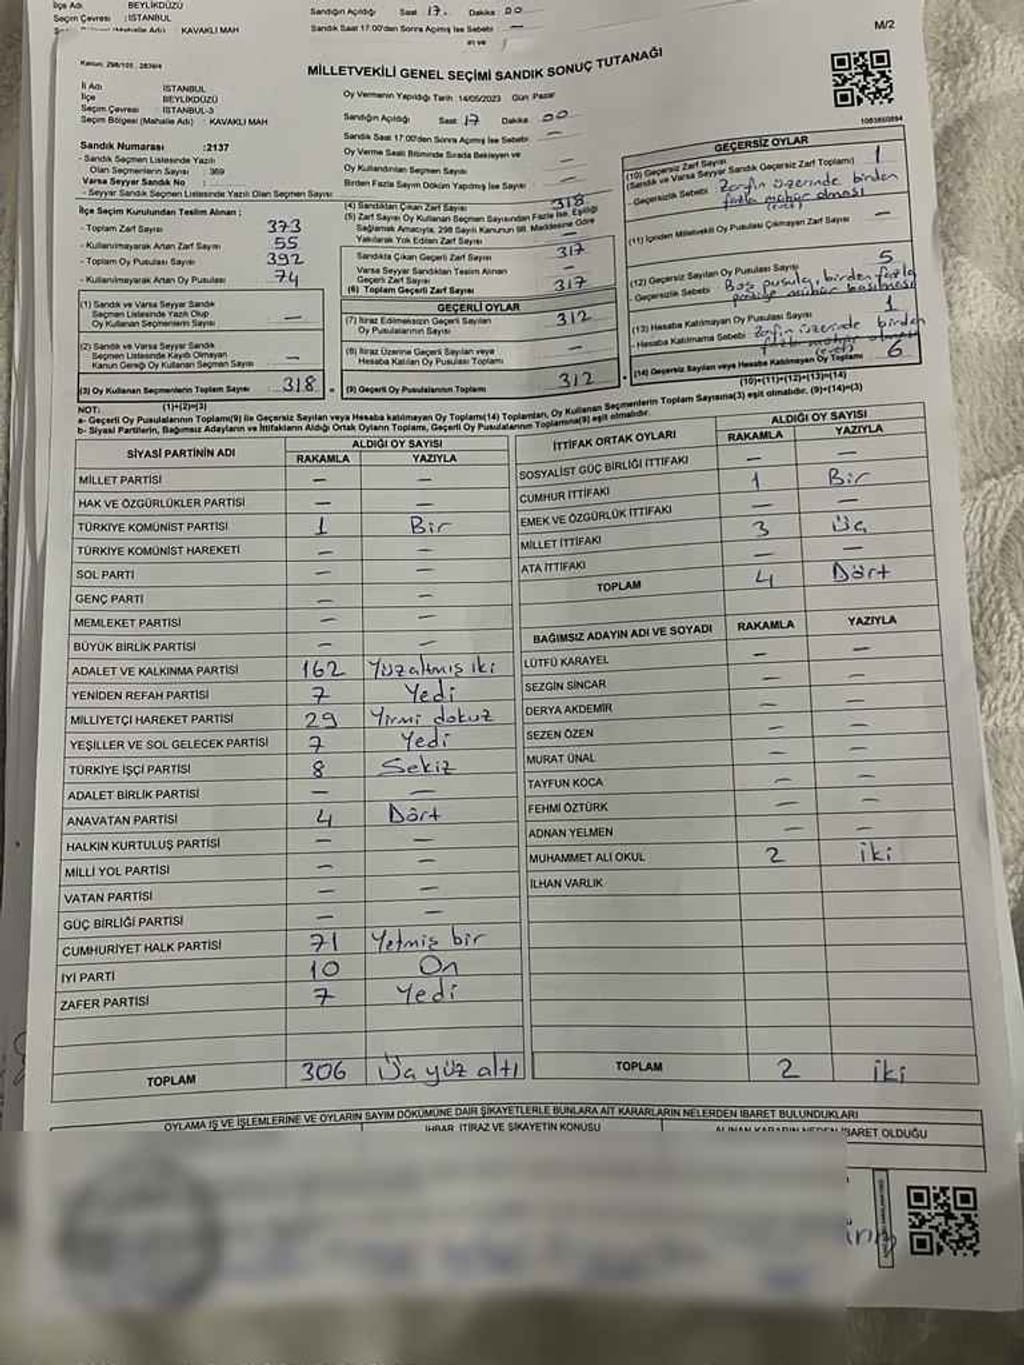 İlçe Adı BEYLİKDÜZÜ
Seçim Çevresi : İSTANBUL
KAVAKLI MAH
Sandığın Açıldığı Saat 17. Dakika 00
Sandık Saat 17:00'den Sonra Açımış İse Sebebi
M/2
Kanun: 298/105, 2839/4
MİLLETVEKİLİ GENEL SEÇİMİ SANDIK SONUÇ TUTANAĞI
İl Adı İSTANBUL
İlçe BEYLİKDÜZÜ
Seçim Çevresi İSTANBUL-3
Seçim Bölgesi (Mahalle Adı) : KAVAKLI MAH
Oy Vermenin Yapıldığı Tarih 14/05/2023 Gün Pazar
Sandığın Açıldığı Saat 17 Dakika 00
Sandık Saat 17:00'den Sonra Açımış İse Sebebi —
Oy Verme Saati Bitiminde Sırada Bekleyen ve
Oy Kullandırılan Seçmen Sayısı —
Birden Fazla Sayım Döküm Yapılmış İse Sayısı —
Sandık Numarası :2137
- Sandık Seçmen Listesinde Yazılı
Olan Seçmenlerin Sayısı : 369
Varsa Seyyar Sandık No :
- Seyyar Sandık Seçmen Listesinde Yazılı Olan Seçmen Sayısı
İlçe Seçim Kurulundan Teslim Alınan ;
- Toplam Zarf Sayısı 373
- Kullanılmayarak Artan Zarf Sayısı 55
- Toplam Oy Pusulası Sayısı 392
- Kullanılmayarak Artan Oy Pusulası 74
(1) Sandık ve Varsa Seyyar Sandık
Seçmen Listesinde Yazılı Olup
Oy Kullanan Seçmenlerin Sayısı —
(2) Sandık ve Varsa Seyyar Sandık
Seçmen Listesinde Kayıtlı Olmayan
Kanun Gereği Oy Kullanan Seçmen Sayısı —
(3) Oy Kullanan Seçmenlerin Toplam Sayısı 318
(1)+(2)=(3)
(4) Sandıktan Çıkan Zarf Sayısı 318
(5) Zarf Sayısı Oy Kullanan Seçmen Sayısından Fazla İse, Eşitliği
Sağlamak Amacıyla, 298 Sayılı Kanunun 98. Maddesine Göre
Yakılarak Yok Edilen Zarf Sayısı —
Sandıkta Çıkan Geçerli Zarf Sayısı 317
Varsa Seyyar Sandıktan Teslim Alınan
Geçerli Zarf Sayısı —
(6) Toplam Geçerli Zarf Sayısı 317
GEÇERLİ OYLAR
(7) İtiraz Edilmeksizin Geçerli Sayılan
Oy Pusulalarının Sayısı 312
(8) İtiraz Üzerine Geçerli Sayılan veya
Hesaba Katılan Oy Pusulası Toplamı —
(9) Geçerli Oy Pusulalarının Toplamı 312
1083850894
GEÇERSİZ OYLAR
(10) Geçersiz Zarf Sayısı
(Sandık ve Varsa Seyyar Sandık Geçersiz Zarf Toplamı) 1
- Geçersizlik Sebebi : Zarfın üzerinde birden
fazla mühür olması
(evet)
(11) İçinden Milletvekili Oy Pusulası Çıkmayan Zarf Sayısı —
(12) Geçersiz Sayılan Oy Pusulası Sayısı 5
- Geçersizlik Sebebi : Boş pusula, birden fazla
partiye mühür basılması
(13) Hesaba Katılmayan Oy Pusulası Sayısı 1
- Hesaba Katılmama Sebebi : Zarfın üzerinde birden
fazla mühür olması
(evet)
(14) Geçersiz Sayılan veya Hesaba Katılmayan Oy Toplamı 6
(10)+(11)+(12)+(13)=(14)
NOT:
a- Geçerli Oy Pusulalarının Toplamı(9) ile Geçersiz Sayılan veya Hesaba katılmayan Oy Toplamı(14) Toplamları, Oy Kullanan Seçmenlerin Toplam Sayısına(3) eşit olmalıdır. (9)+(14)=(3)
b- Siyasi Partilerin, Bağımsız Adayların ve İttifakların Aldığı Ortak Oyların Toplamı, Geçerli Oy Pusulalarının Toplamına(9) eşit olmalıdır.
SİYASİ PARTİNİN ADI ALDIĞI OY SAYISI
RAKAMLA YAZIYLA
MİLLET PARTİSİ — —
HAK VE ÖZGÜRLÜKLER PARTİSİ — —
TÜRKİYE KOMÜNİST PARTİSİ 1 Bir
TÜRKİYE KOMÜNİST HAREKETİ — —
SOL PARTİ — —
GENÇ PARTİ — —
MEMLEKET PARTİSİ — —
BÜYÜK BİRLİK PARTİSİ — —
ADALET VE KALKINMA PARTİSİ 162 Yüzaltmış iki
YENİDEN REFAH PARTİSİ 7 Yedi
MİLLİYETÇİ HAREKET PARTİSİ 29 Yirmi dokuz
YEŞİLLER VE SOL GELECEK PARTİSİ 7 Yedi
TÜRKİYE İŞÇİ PARTİSİ 8 Sekiz
ADALET BİRLİK PARTİSİ — —
ANAVATAN PARTİSİ 4 Dört
HALKIN KURTULUŞ PARTİSİ — —
MİLLİ YOL PARTİSİ — —
VATAN PARTİSİ — —
GÜÇ BİRLİĞİ PARTİSİ — —
CUMHURİYET HALK PARTİSİ 71 Yetmiş bir
İYİ PARTİ 10 On
ZAFER PARTİSİ 7 Yedi
TOPLAM 306 Üçyüz altı
İTTİFAK ORTAK OYLARI ALDIĞI OY SAYISI
RAKAMLA YAZIYLA
SOSYALİST GÜÇ BİRLİĞİ İTTİFAKI — —
CUMHUR İTTİFAKI 1 Bir
EMEK VE ÖZGÜRLÜK İTTİFAKI — —
MİLLET İTTİFAKI 3 Üç
ATA İTTİFAKI — —
TOPLAM 4 Dört
BAĞIMSIZ ADAYIN ADI VE SOYADI RAKAMLA YAZIYLA
LÜTFÜ KARAYEL — —
SEZGİN SİNCAR — —
DERYA AKDEMİR — —
SEZEN ÖZEN — —
MURAT ÜNAL — —
TAYFUN KOCA — —
FEHMİ ÖZTÜRK — —
ADNAN YELMEN — —
MUHAMMET ALİ OKUL 2 iki
İLHAN VARLIK
TOPLAM 2 iki
OYLAMA İŞ VE İŞLEMLERİNE VE OYLARIN SAYIM DÖKÜMÜNE DAİR ŞİKAYETLERLE BUNLARA AİT KARARLARIN NELERDEN İBARET BULUNDUKLARI
İHBAR, İTİRAZ VE ŞİKAYETİN KONUSU ALINAN KARARIN NEDEN İBARET OLDUĞU